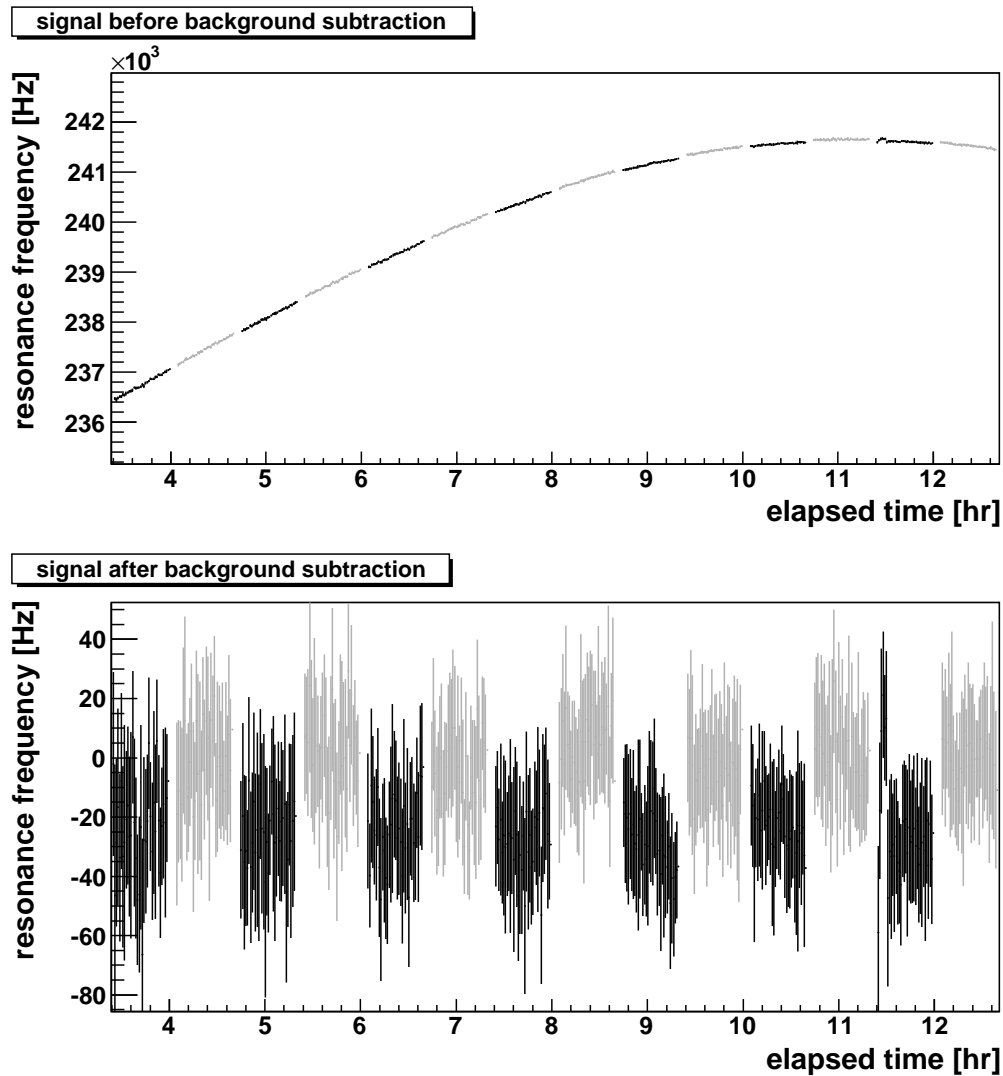 signal before background subtraction
×10³
resonance frequency [Hz]
242
241
240
239
238
237
236
4 5 6 7 8 9 10 11 12
elapsed time [hr]
signal after background subtraction
resonance frequency [Hz]
40
20
0
-20
-40
-60
-80
4 5 6 7 8 9 10 11 12
elapsed time [hr]